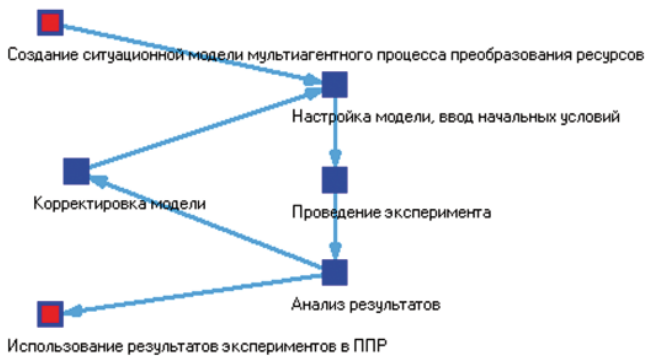 Создание ситуационной модели мультиагентного процесса преобразования ресурсов
Настройка модели, ввод начальных условий
Корректировка модели
Проведение эксперимента
Анализ результатов
Использование результатов экспериментов в ППР